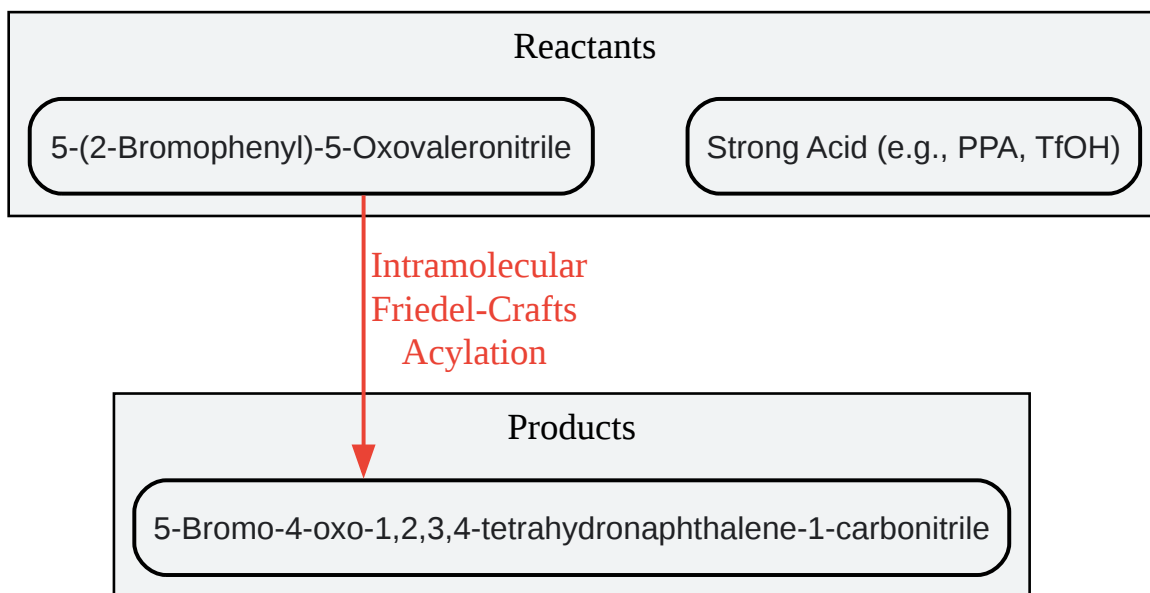 Reactants
5-(2-Bromophenyl)-5-Oxovaleronitrile
Strong Acid (e.g., PPA, TfOH)
Intramolecular
Friedel-Crafts
Acylation
Products
5-Bromo-4-oxo-1,2,3,4-tetrahydronaphthalene-1-carbonitrile